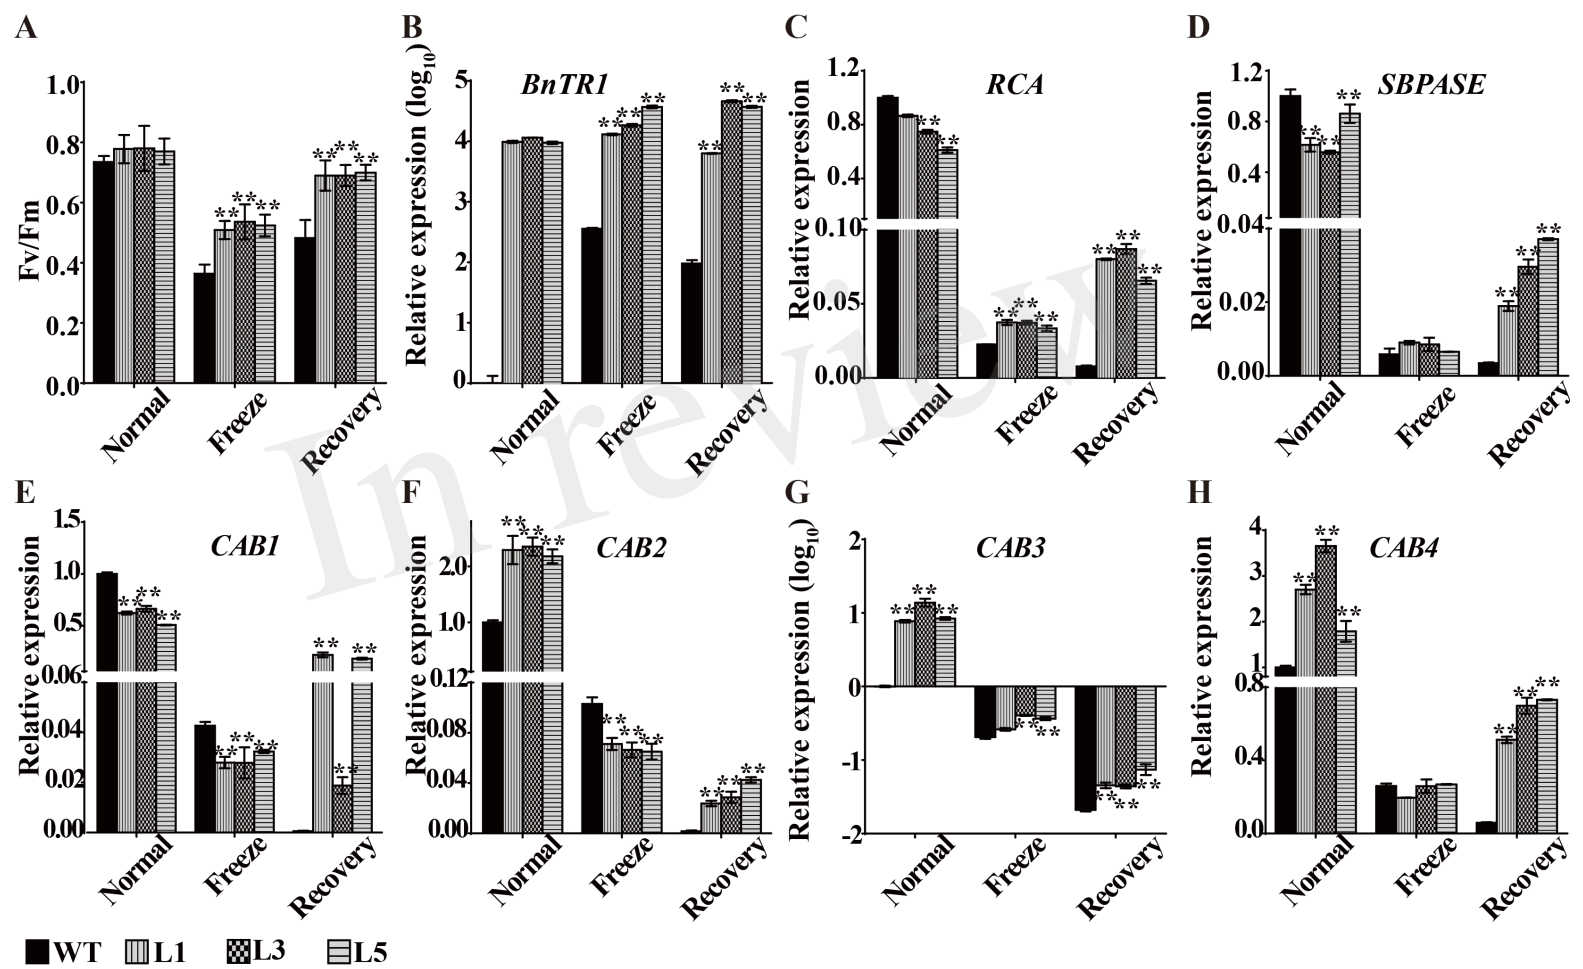 A
B
C
D
Fv/Fm
1.0
0.8
0.6
0.4
0.2
0.0
** ** **
** ** **
Normal
Freeze
Recovery
Relative expression (log10)
BnTR1
5
4
3
2
1
0
** ** **
** ** **
Normal
Freeze
Recovery
Relative expression
RCA
1.2
0.8
0.4
0.10
0.05
0.00
** **
** ** **
** ** **
Normal
Freeze
Recovery
Relative expression
SBPASE
1.2
0.8
0.4
0.04
0.02
0.00
** ** **
** ** **
Normal
Freeze
Recovery
E
F
G
H
Relative expression
CAB1
1.5
1.0
0.5
0.06
0.04
0.02
0.00
** ** **
** ** **
** ** **
Normal
Freeze
Recovery
Relative expression
CAB2
2.0
1.0
0.12
0.08
0.04
0.00
** ** **
** ** **
** ** **
Normal
Freeze
Recovery
Relative expression (log10)
CAB3
2
1
0
-1
-2
** ** **
** **
** ** **
Normal
Freeze
Recovery
Relative expression
CAB4
4
3
2
1
0.8
0.4
0.0
** ** **
** ** **
Normal
Freeze
Recovery
WT L1 L3 L5
In review